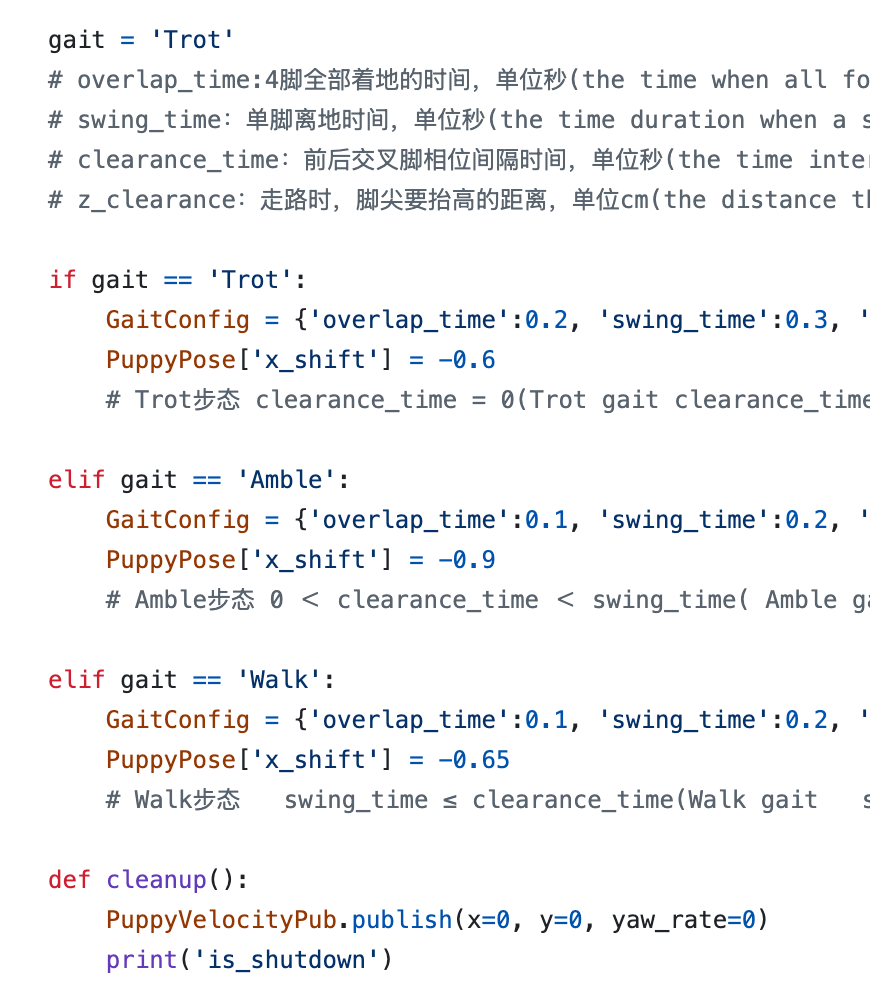 gait = 'Trot'
# overlap_time:4脚全部着地的时间，单位秒(the time when all fo
# swing_time：单脚离地时间，单位秒(the time duration when a s
# clearance_time：前后交叉脚相位间隔时间，单位秒(the time inter
# z_clearance：走路时，脚尖要抬高的距离，单位cm(the distance th
if gait == 'Trot':
    GaitConfig = {'overlap_time':0.2, 'swing_time':0.3, '
    PuppyPose['x_shift'] = -0.6
    # Trot步态 clearance_time = 0(Trot gait clearance_time
elif gait == 'Amble':
    GaitConfig = {'overlap_time':0.1, 'swing_time':0.2, '
    PuppyPose['x_shift'] = -0.9
    # Amble步态 0 ＜ clearance_time ＜ swing_time( Amble ga
elif gait == 'Walk':
    GaitConfig = {'overlap_time':0.1, 'swing_time':0.2, '
    PuppyPose['x_shift'] = -0.65
    # Walk步态   swing_time ≤ clearance_time(Walk gait   s
def cleanup():
    PuppyVelocityPub.publish(x=0, y=0, yaw_rate=0)
    print('is_shutdown')